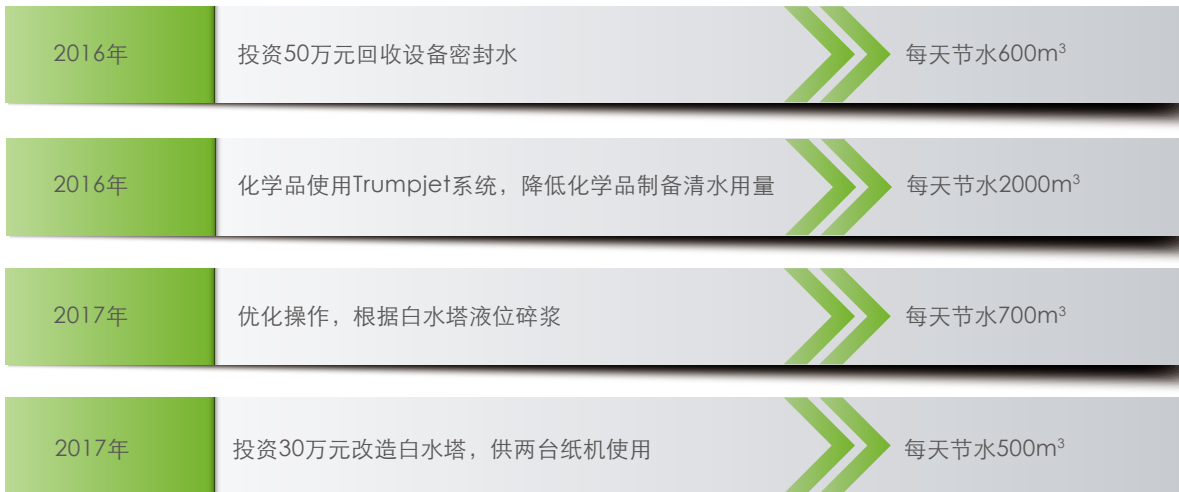 2016年 投资50万元回收设备密封水 每天节水600m³
2016年 化学品使用Trumpjet系统，降低化学品制备清水用量 每天节水2000m³
2017年 优化操作，根据白水塔液位碎浆 每天节水700m³
2017年 投资30万元改造白水塔，供两台纸机使用 每天节水500m³